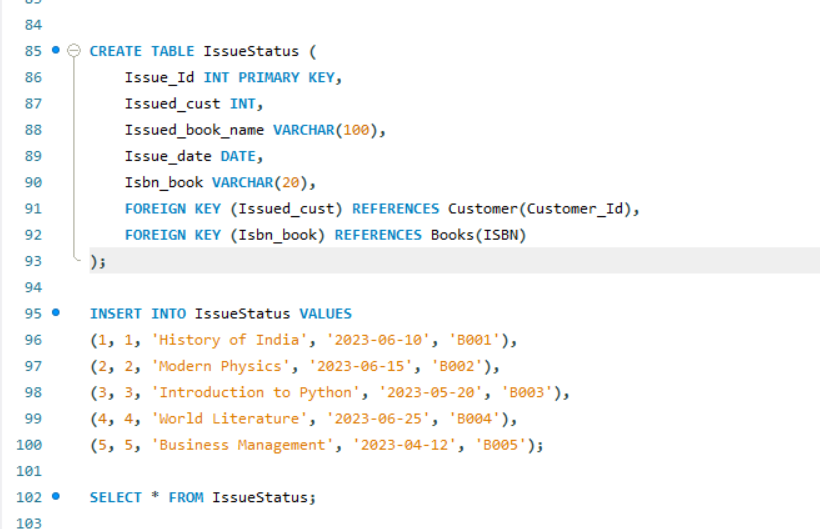 84
85 CREATE TABLE IssueStatus (
86 Issue_Id INT PRIMARY KEY,
87 Issued_cust INT,
88 Issued_book_name VARCHAR(100),
89 Issue_date DATE,
90 Isbn_book VARCHAR(20),
91 FOREIGN KEY (Issued_cust) REFERENCES Customer(Customer_Id),
92 FOREIGN KEY (Isbn_book) REFERENCES Books(ISBN)
93 );
94
95 INSERT INTO IssueStatus VALUES
96 (1, 1, 'History of India', '2023-06-10', 'B001'),
97 (2, 2, 'Modern Physics', '2023-06-15', 'B002'),
98 (3, 3, 'Introduction to Python', '2023-05-20', 'B003'),
99 (4, 4, 'World Literature', '2023-06-25', 'B004'),
100 (5, 5, 'Business Management', '2023-04-12', 'B005');
101
102 SELECT * FROM IssueStatus;
103